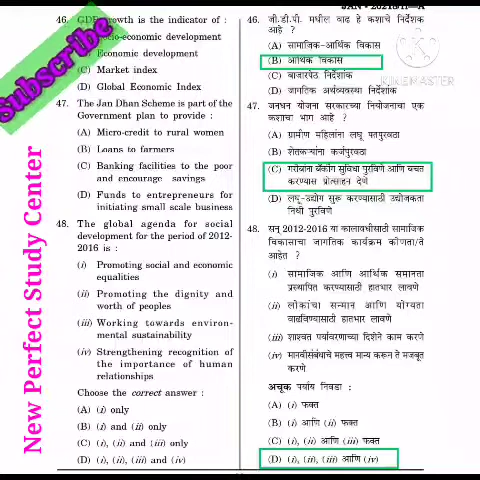 JAN - 202
46. GDP growth is the indicator of :
economic development
Economic development
(C) Market index
(D) Global Economic Index
47. The Jan Dhan Scheme is part of the
Government plan to provide :
(A) Micro-credit to rural women
(B) Loans to farmers
(C) Banking facilities to the poor
and encourage savings
(D) Funds to entrepreneurs for
initiating small scale business
48. The global agenda for social
development for the period of 2012-
2016 is :
(i) Promoting social and economic
equalities
(ii) Promoting the dignity and
worth of peoples
(iii) Working towards environ-
mental sustainability
(iv) Strengthening recognition of
the importance of human
relationships
Choose the correct answer :
(A) (i) only
(B) (i) and (ii) only
(C) (i), (ii) and (iii) only
(D) (i), (ii), (iii) and (iv)
46. जी.डी.पी. मधील वाढ हे कशाचे निर्देशक
आहे ?
(A) सामाजिक-आर्थिक विकास
(B) आर्थिक विकास
(C) बाजारपेठ निर्देशांक
(D) जागतिक अर्थव्यवस्था निर्देशांक
47. जनधन योजना सरकारच्या नियोजनाचा एक
कशाचा भाग आहे ?
(A) ग्रामीण महिलांना लघु पतपुरवठा
(B) शेतकऱ्यांना कर्जपुरवठा
(C) गरीबांना बँकींग सुविधा पुरविणे आणि बचत
करण्यास प्रोत्साहन देणे
(D) लघु-उद्योग सुरू करण्यासाठी उद्योजकता
निधी पुरविणे
48. सन् 2012-2016 या कालावधीसाठी सामाजिक
विकासाचा जागतिक कार्यक्रम कोणता/ते
आहेत ?
(i) सामाजिक आणि आर्थिक समानता
प्रस्थापित करण्यासाठी हातभार लावणे
(ii) लोकांचा सन्मान आणि योग्यता
वाढविण्यासाठी हातभार लावणे
(iii) शाश्वत पर्यावरणाच्या दिशेने काम करणे
(iv) मानवीसंबंधाचे महत्त्व मान्य करून ते मजबूत
करणे
अचूक पर्याय निवडा :
(A) (i) फक्त
(B) (i) आणि (ii) फक्त
(C) (i), (ii) आणि (iii) फक्त
(D) (i), (ii), (iii) आणि (iv)
Subscribe
New Perfect Study Center
KINEMASTER